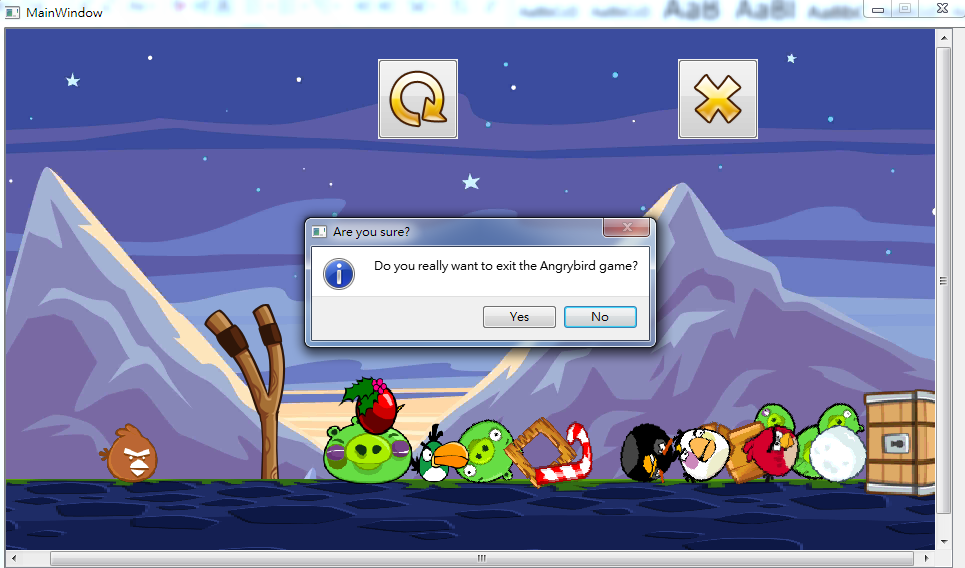 MainWindow
Are you sure?
Do you really want to exit the Angrybird game?
Yes
No